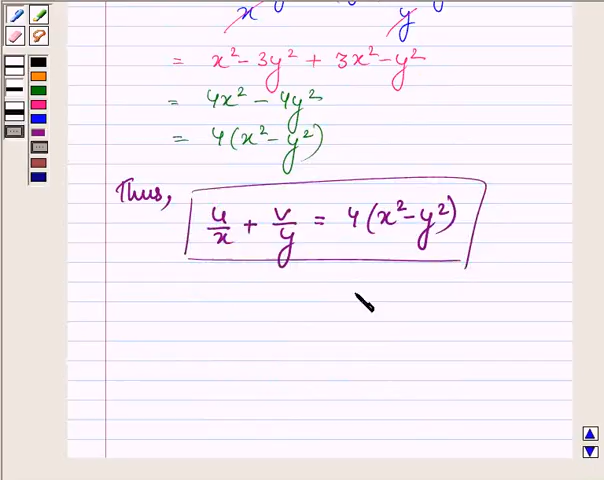 x y
= x² - 3y² + 3x² - y²
= 4x² - 4y²
= 4(x² - y²)
Thus, u/x + v/y = 4(x² - y²)